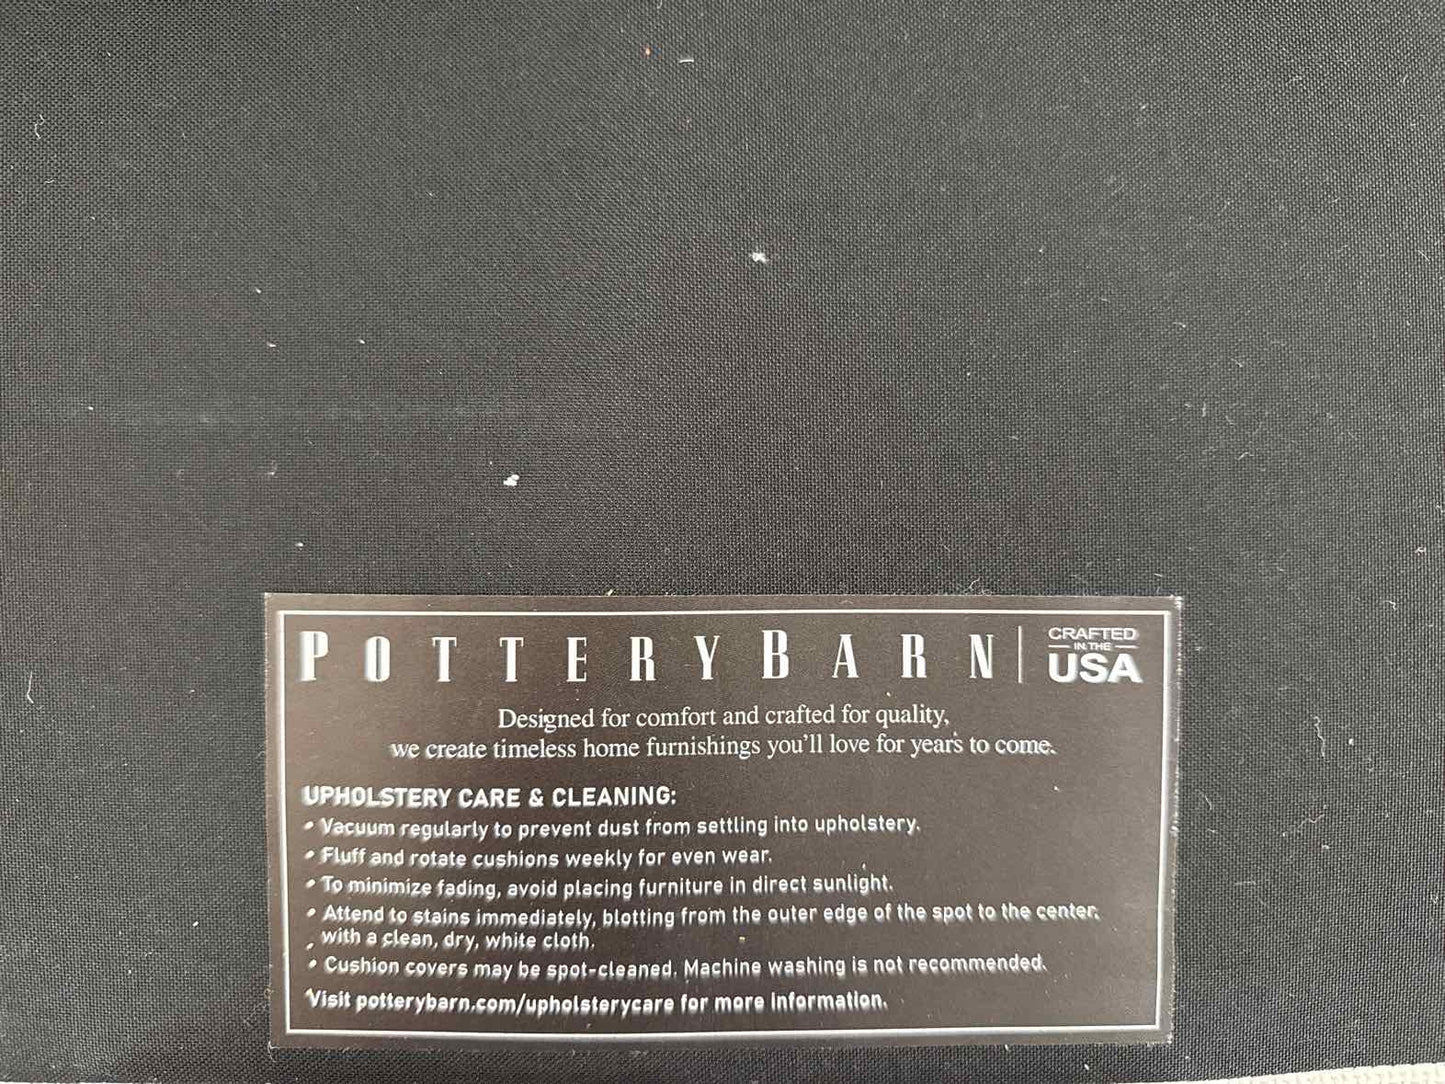 POTTERY BARN
CRAFTED
IN THE
USA
Designed for comfort and crafted for quality,
we create timeless home furnishings you'll love for years to come.
UPHOLSTERY CARE & CLEANING:
• Vacuum regularly to prevent dust from settling into upholstery.
• Fluff and rotate cushions weekly for even wear.
• To minimize fading, avoid placing furniture in direct sunlight.
• Attend to stains immediately, blotting from the outer edge of the spot to the center,
with a clean, dry, white cloth.
• Cushion covers may be spot-cleaned. Machine washing is not recommended.
Visit potterybarn.com/upholsterycare for more information.